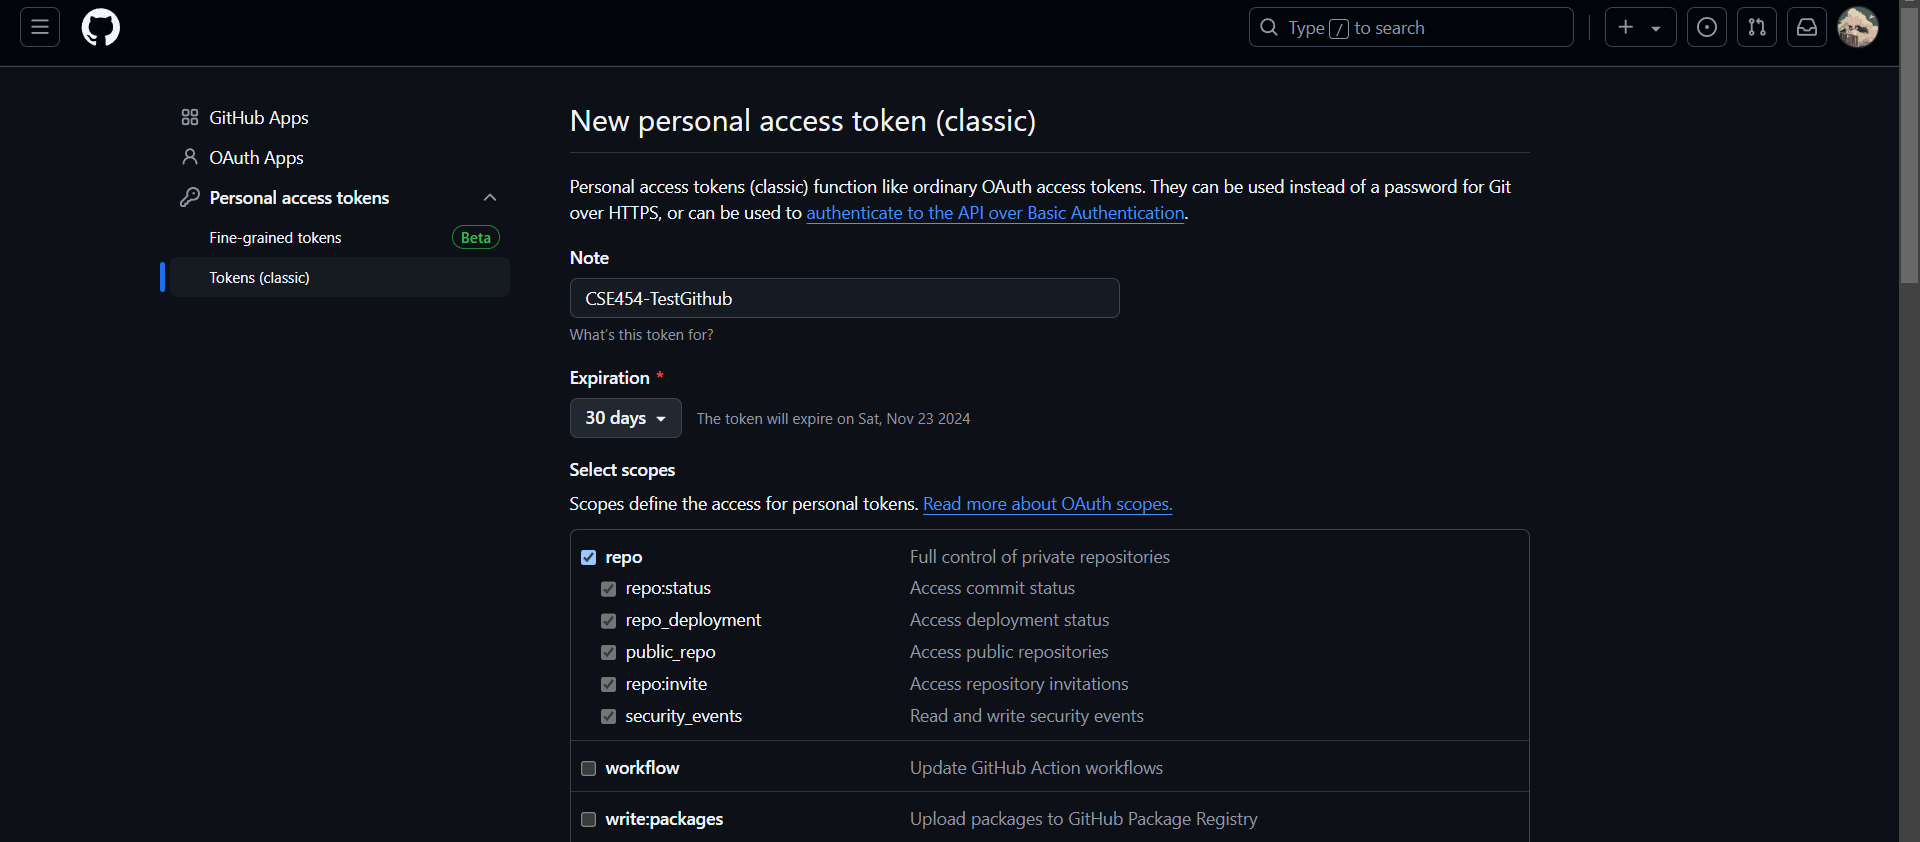 Type / to search
GitHub Apps
OAuth Apps
Personal access tokens
Fine-grained tokens Beta
Tokens (classic)
New personal access token (classic)
Personal access tokens (classic) function like ordinary OAuth access tokens. They can be used instead of a password for Git
over HTTPS, or can be used to authenticate to the API over Basic Authentication.
Note
CSE454-TestGithub
What's this token for?
Expiration *
30 days The token will expire on Sat, Nov 23 2024
Select scopes
Scopes define the access for personal tokens. Read more about OAuth scopes.
repo Full control of private repositories
repo:status Access commit status
repo_deployment Access deployment status
public_repo Access public repositories
repo:invite Access repository invitations
security_events Read and write security events
workflow Update GitHub Action workflows
write:packages Upload packages to GitHub Package Registry